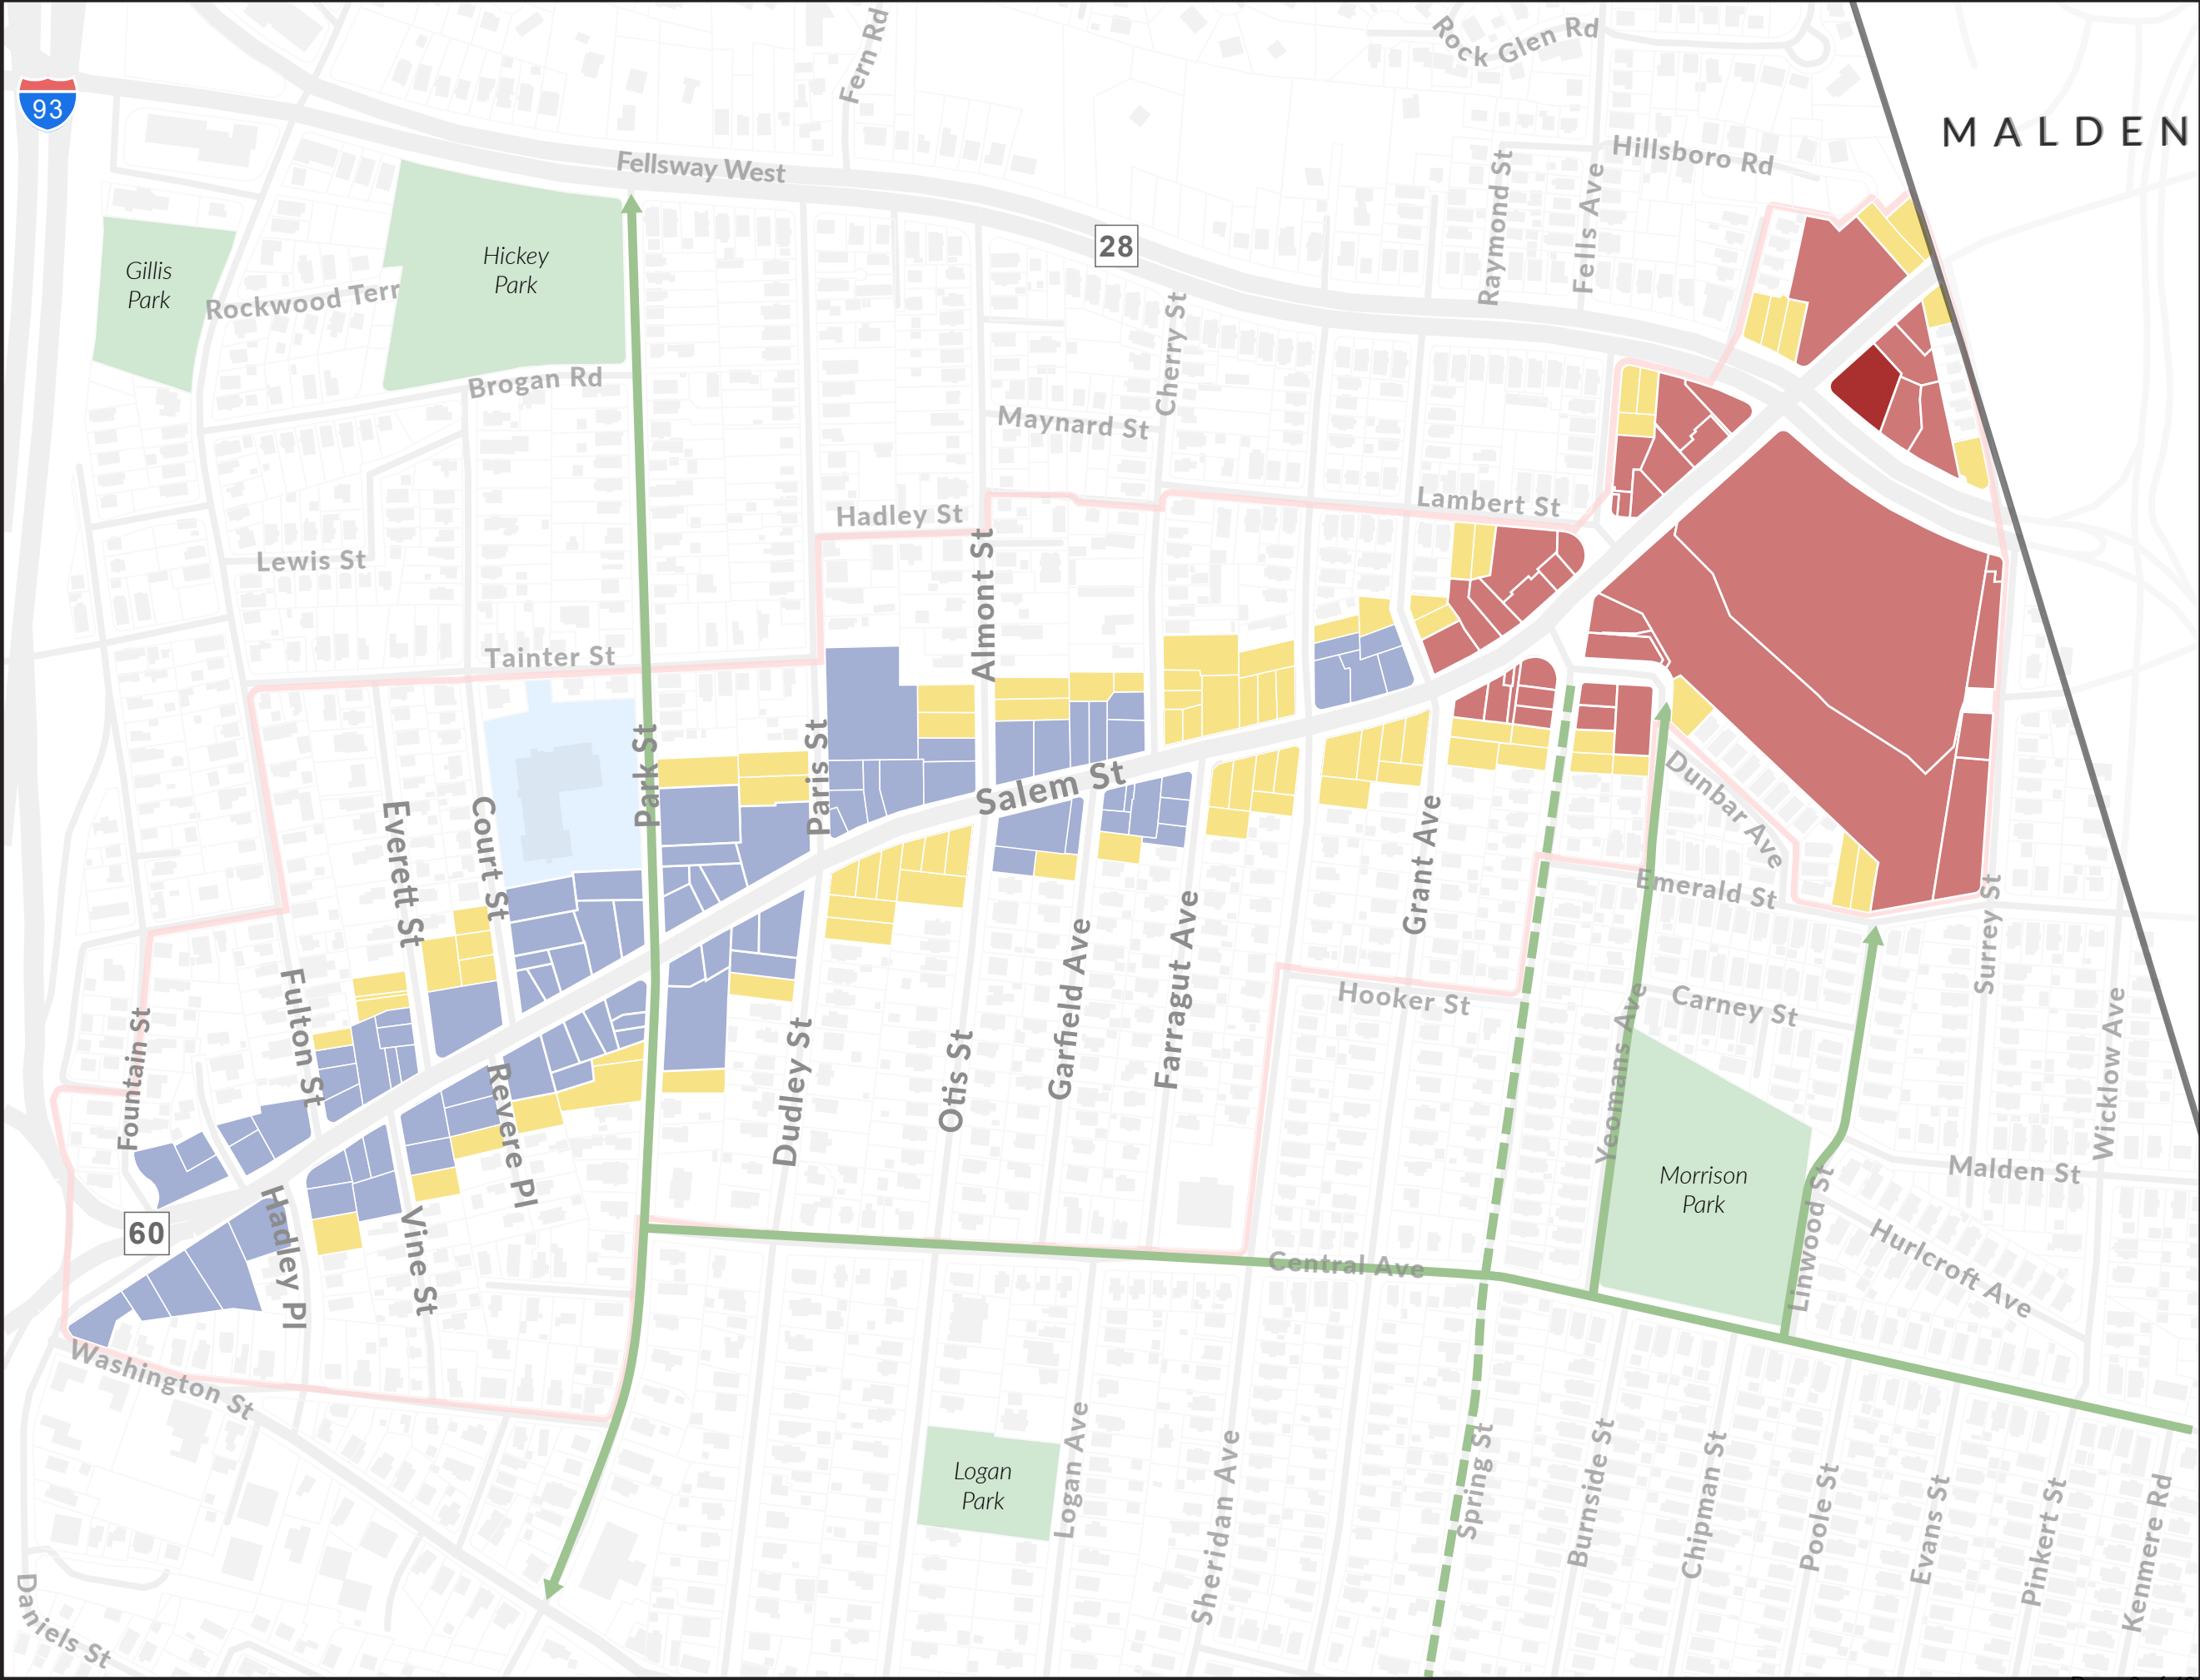 Fern Rd
Rock Glen Rd
93
MALDEN
Hillsboro Rd
Fellsway West
Raymond St
Fells Ave
28
Gillis
Park
Hickey
Park
Rockwood Terr
Brogan Rd
Cherry St
Maynard St
Lambert St
Hadley St
Lewis St
Almont St
Tainter St
Park St
Paris St
Salem St
Dunbar Ave
Everett St
Court St
Grant Ave
Emerald St
Surrey St
Fulton St
Fountain St
Garfield Ave
Farragut Ave
Hooker St
Yeomans Ave
Carney St
Wicklow Ave
Dudley St
Otis St
Revere Pl
Morrison
Park
Malden St
60
Hadley Pl
Vine St
Central Ave
Linwood St
Hurlcroft Ave
Washington St
Logan
Park
Logan Ave
Sheridan Ave
Spring St
Burnside St
Chipman St
Poole St
Evans St
Pinkert St
Kenmere Rd
Daniels St